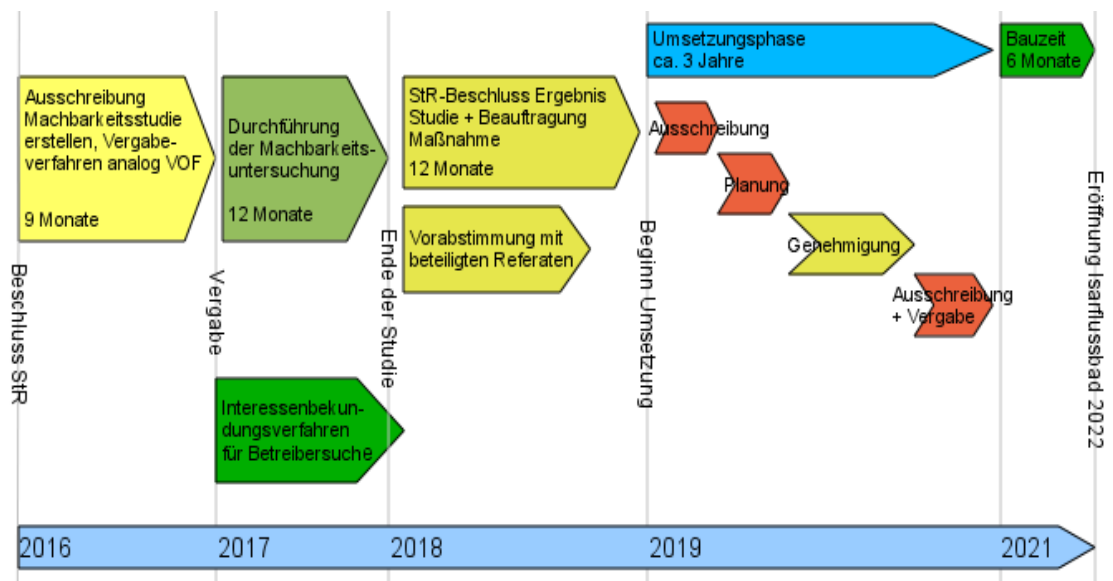 Umsetzungsphase
ca. 3 Jahre
Bauzeit
6 Monate
Ausschreibung
Machbarkeitsstudie
erstellen, Vergabe-
verfahren analog VOF
9 Monate
Durchführung
der Machbarkeits-
untersuchung
12 Monate
StR-Beschluss Ergebnis
Studie + Beauftragung
Maßnahme
12 Monate
Vorabstimmung mit
beteiligten Referaten
Ausschreibung
Planung
Genehmigung
Ausschreibung
+ Vergabe
Interessenbekun-
dungsverfahren
für Betreibersuche
Beschluss StR
Vergabe
Ende der Studie
Beginn Umsetzung
Eröffnung Isarflussbad 2022
2016
2017
2018
2019
2021